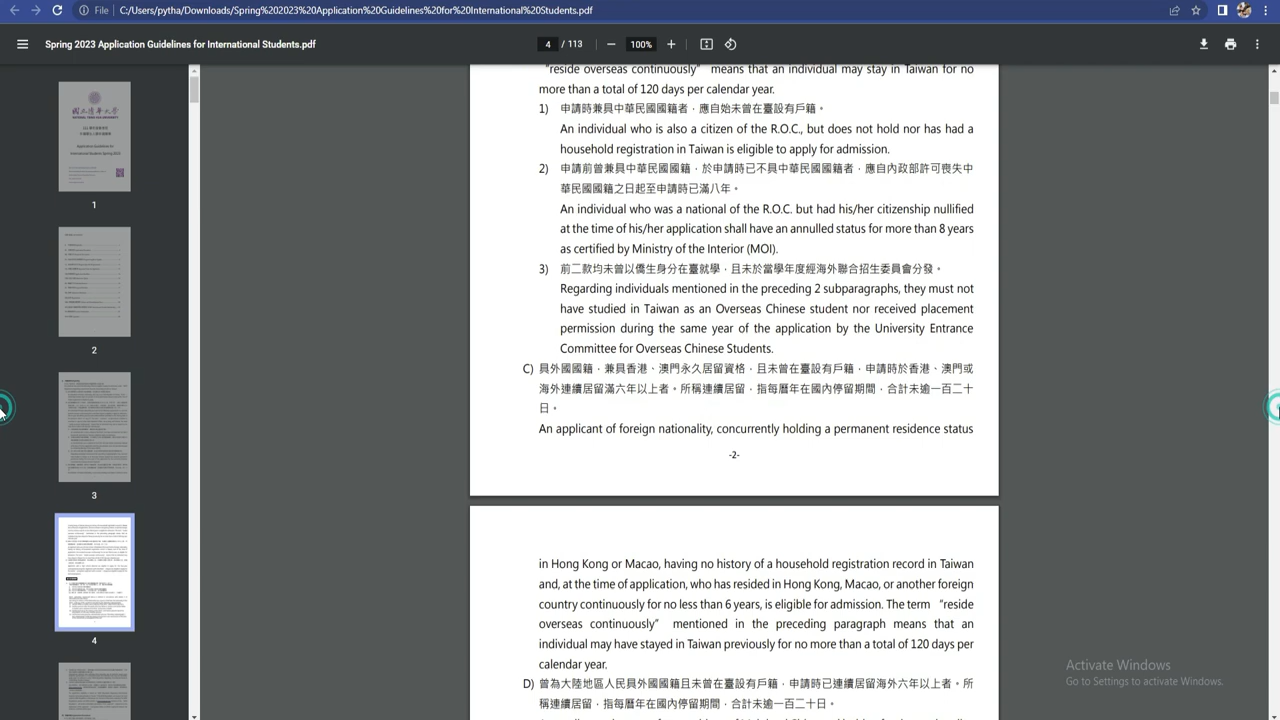 File
C:/Users/pytha/Downloads/Spring%202023%20Application%20Guidelines%20for%20International%20Students.pdf
Spring 2023 Application Guidelines for International Students.pdf
4 / 113
100%
國立清華大學
NATIONAL TSING HUA UNIVERSITY
Application Guideline for
International Students Spring 2023
1
2
3
4
"reside overseas continuously" means that an individual may stay in Taiwan for no
more than a total of 120 days per calendar year.
1) 申請時兼具中華民國國籍者，應自始未曾在臺設有戶籍。
An individual who is also a citizen of the R.O.C., but does not hold nor has had a
household registration in Taiwan is eligible to apply for admission.
2) 申請前曾兼具中華民國國籍，於申請時已不具中華民國國籍者，應自內政部許可喪失中
華民國國籍之日起至申請時已滿八年。
An individual who was a national of the R.O.C. but had his/her citizenship nullified
at the time of his/her application shall have an annulled status for more than 8 years
as certified by Ministry of the Interior (MOI).
3) 前二款均未曾以僑生身分在臺就學，且未於當學年度經海外聯合招生委員會分發。
Regarding individuals mentioned in the preceding 2 subparagraphs, they must not
have studied in Taiwan as an Overseas Chinese student nor received placement
permission during the same year of the application by the University Entrance
Committee for Overseas Chinese Students.
C) 具外國國籍，兼具香港、澳門永久居留資格，且未曾在臺設有戶籍，申請時於香港、澳門或
海外連續居留滿六年以上者。所稱連續居留，指每曆年在國內停留期間，合計未逾一百二十
日。
An applicant of foreign nationality, concurrently holding a permanent residence status
-2-
in Hong Kong or Macao, having no history of household registration record in Taiwan
and, at the time of application, who has resided in Hong Kong, Macao, or another foreign
country continuously for no less than 6 years, is eligible for admission. The term "reside
overseas continuously" mentioned in the preceding paragraph means that an
individual may have stayed in Taiwan previously for no more than a total of 120 days per
calendar year.
D) 曾為大陸地區人民具外國國籍且未曾在臺設有戶籍，申請時已連續居留海外六年以上者。所
稱連續居留，指每曆年在國內停留期間，合計未逾一百二十日。
Activate Windows
Go to Settings to activate Windows.